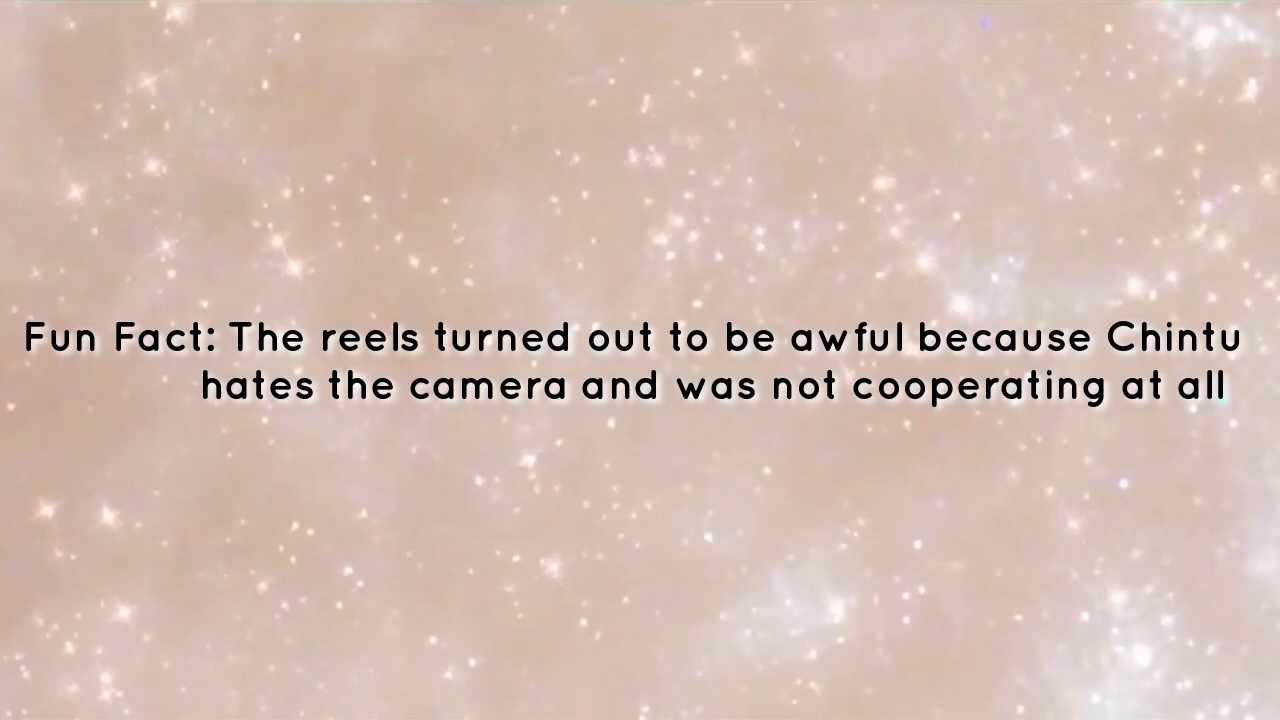 Fun Fact: The reels turned out to be awful because Chintu
hates the camera and was not cooperating at all